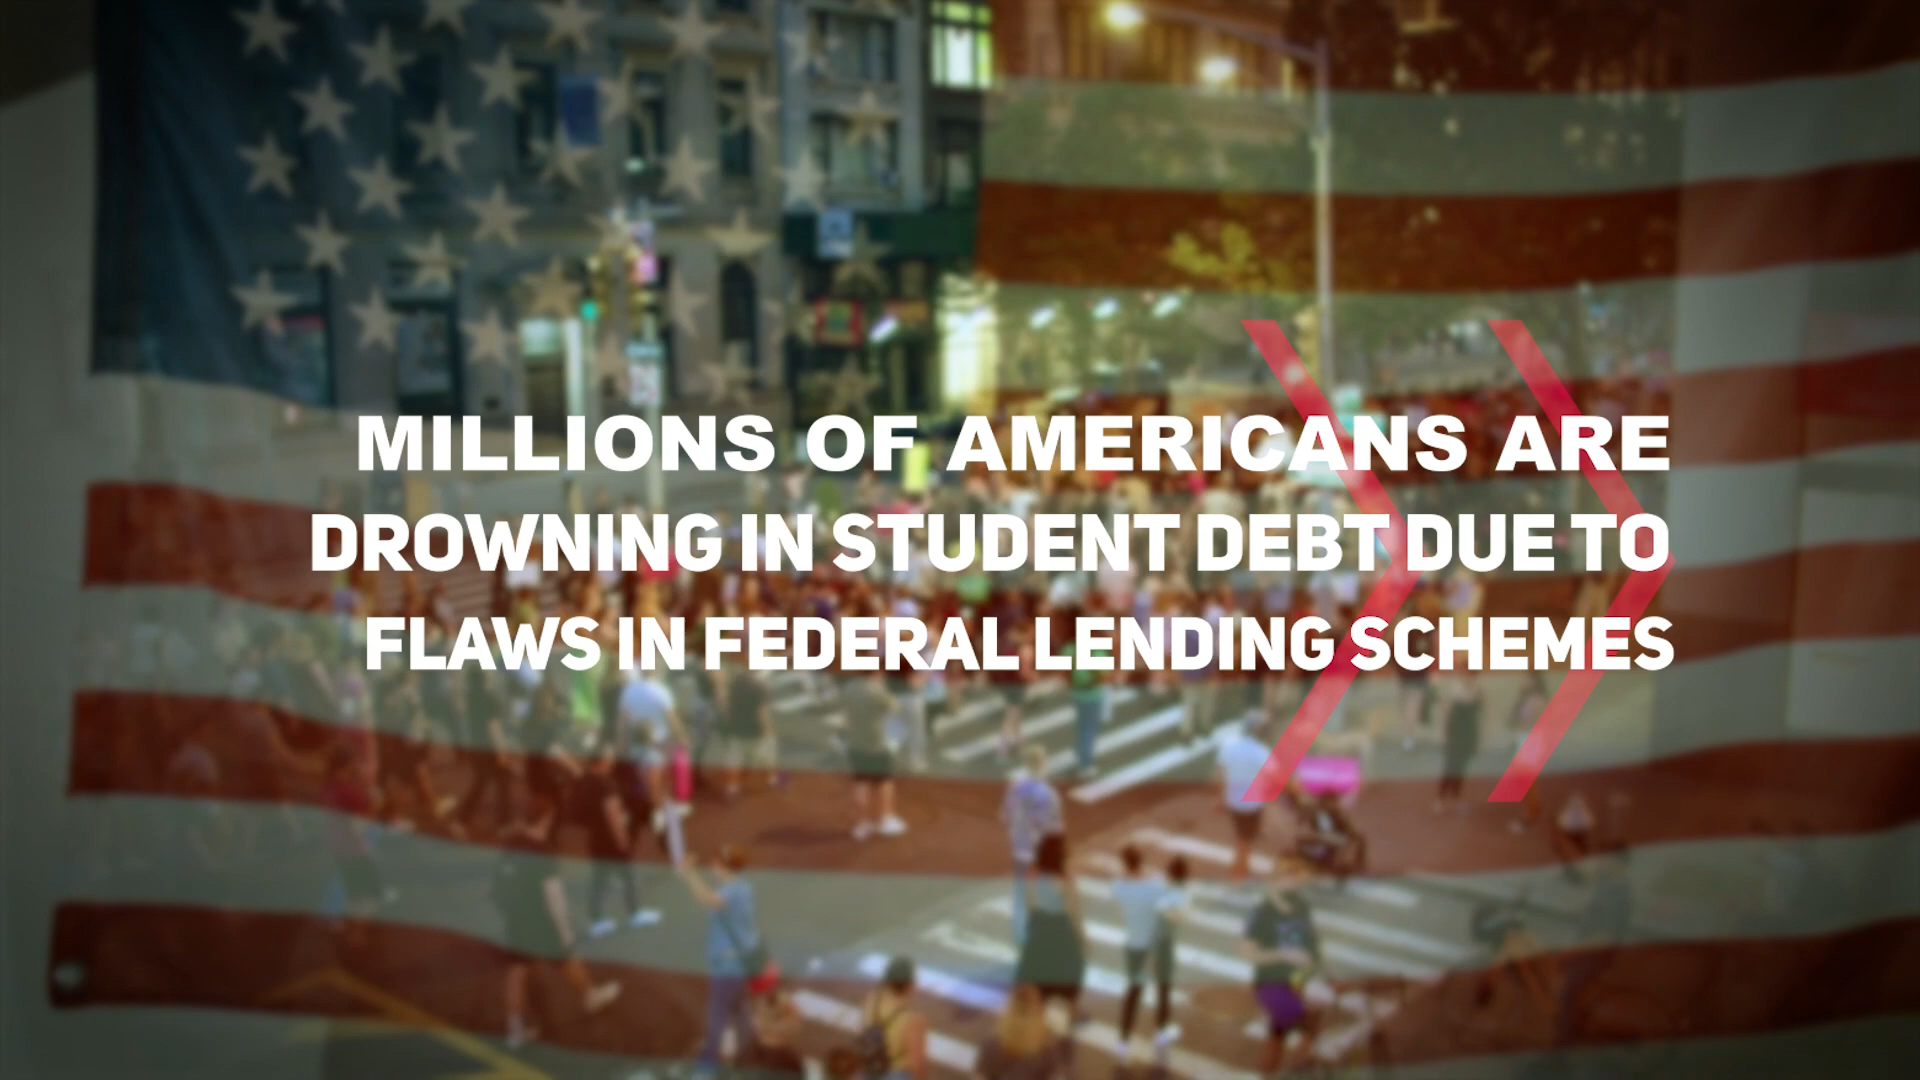 MILLIONS OF AMERICANS ARE
DROWNING IN STUDENT DEBT DUE TO
FLAWS IN FEDERAL LENDING SCHEMES